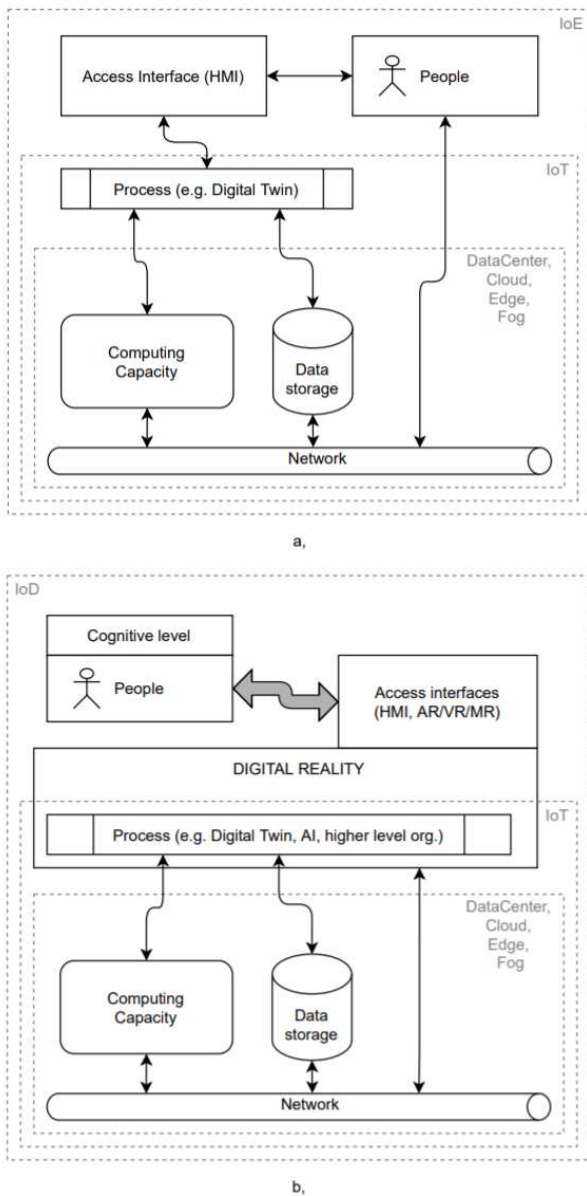 IoE
Access Interface (HMI)
People
IoT
Process (e.g. Digital Twin)
DataCenter,
Cloud,
Edge,
Fog
Computing
Capacity
Data
storage
Network
a,
IoD
Cognitive level
People
Access interfaces
(HMI, AR/VR/MR)
DIGITAL REALITY
IoT
Process (e.g. Digital Twin, AI, higher level org.)
DataCenter,
Cloud,
Edge,
Fog
Computing
Capacity
Data
storage
Network
b,